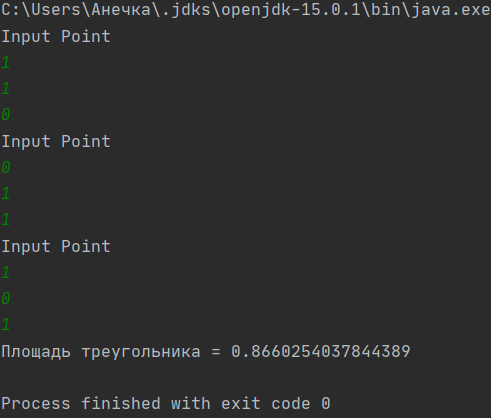 C:\Users\Анечка\.jdks\openjdk-15.0.1\bin\java.exe
Input Point
1
1
0
Input Point
0
1
1
Input Point
1
0
1
Площадь треугольника = 0.8660254037844389
Process finished with exit code 0